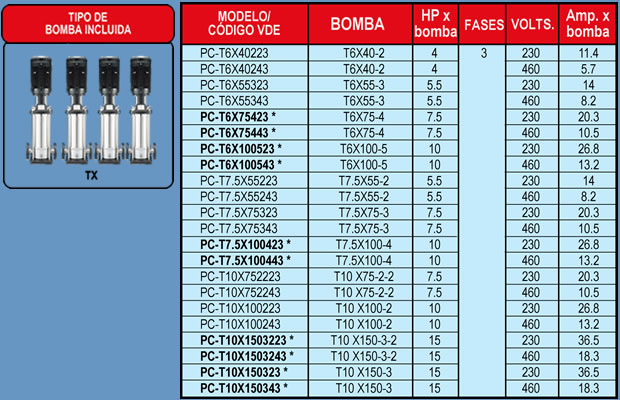 TIPO DE
BOMBA INCLUIDA
TX
MODELO/ CÓDIGO VDE BOMBA HP x bomba FASES VOLTS. Amp. x bomba
PC-T6X40223 T6X40-2 4 3 230 11.4
PC-T6X40243 T6X40-2 4 460 5.7
PC-T6X55323 T6X55-3 5.5 230 14
PC-T6X55343 T6X55-3 5.5 460 8.2
PC-T6X75423 * T6X75-4 7.5 230 20.3
PC-T6X75443 * T6X75-4 7.5 460 10.5
PC-T6X100523 * T6X100-5 10 230 26.8
PC-T6X100543 * T6X100-5 10 460 13.2
PC-T7.5X55223 T7.5X55-2 5.5 230 14
PC-T7.5X55243 T7.5X55-2 5.5 460 8.2
PC-T7.5X75323 T7.5X75-3 7.5 230 20.3
PC-T7.5X75343 T7.5X75-3 7.5 460 10.5
PC-T7.5X100423 * T7.5X100-4 10 230 26.8
PC-T7.5X100443 * T7.5X100-4 10 460 13.2
PC-T10X752223 T10 X75-2-2 7.5 230 20.3
PC-T10X752243 T10 X75-2-2 7.5 460 10.5
PC-T10X100223 T10 X100-2 10 230 26.8
PC-T10X100243 T10 X100-2 10 460 13.2
PC-T10X1503223 * T10 X150-3-2 15 230 36.5
PC-T10X1503243 * T10 X150-3-2 15 460 18.3
PC-T10X150323 * T10 X150-3 15 230 36.5
PC-T10X150343 * T10 X150-3 15 460 18.3